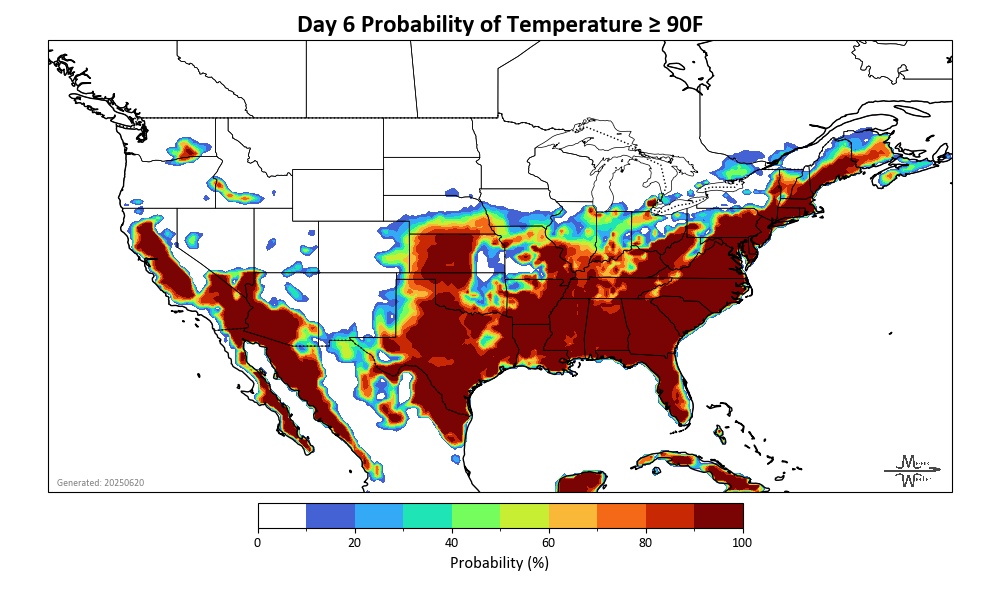 Day 6 Probability of Temperature ≥ 90F
Generated: 20250620
0 20 40 60 80 100
Probability (%)